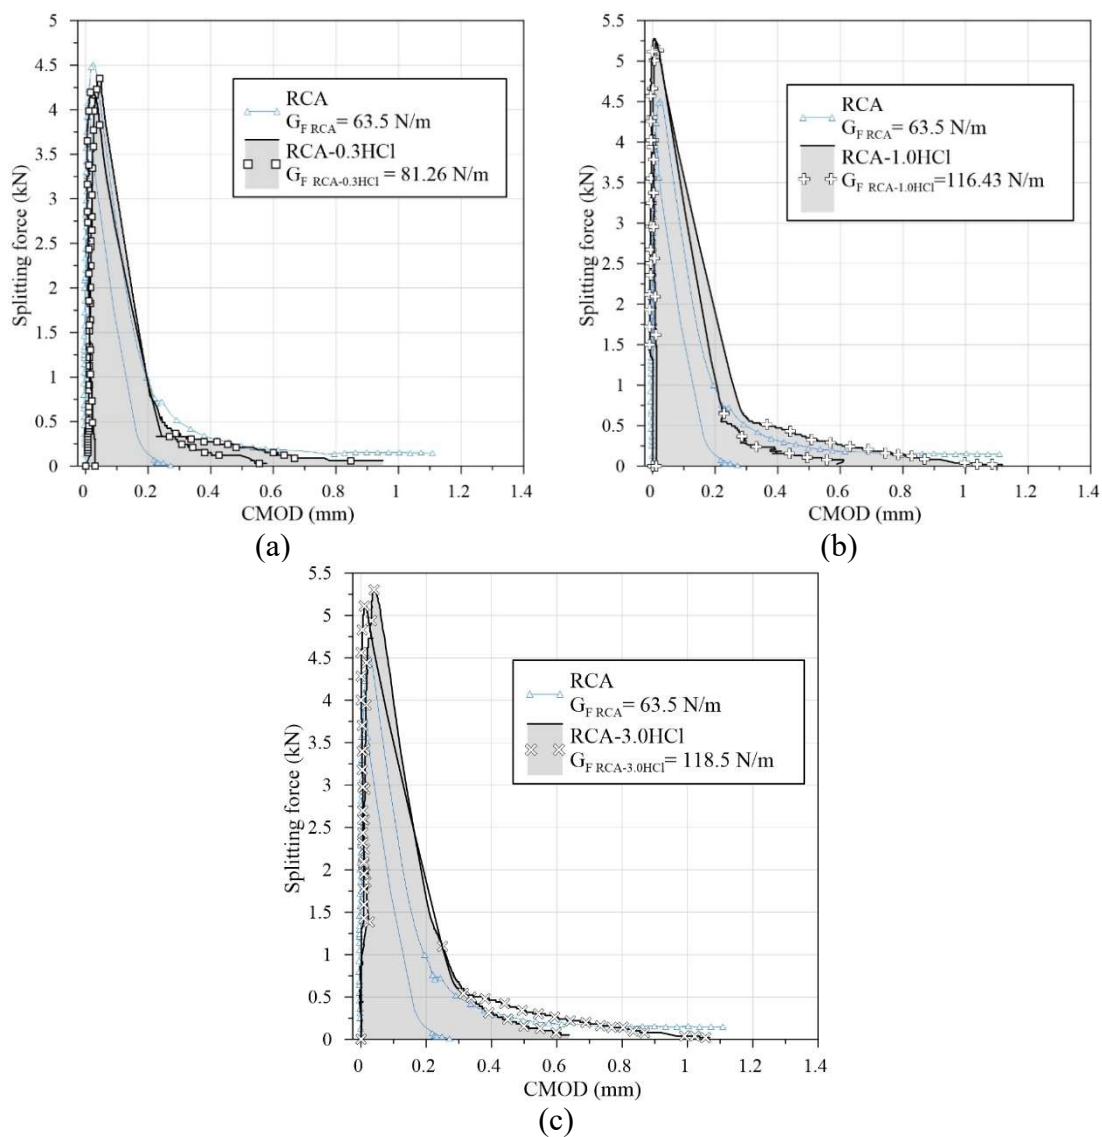 5
4.5
4
3.5
3
2.5
2
1.5
1
0.5
0
Splitting force (kN)
RCA
G_F RCA= 63.5 N/m
RCA-0.3HCl
G_F RCA-0.3HCl = 81.26 N/m
0 0.2 0.4 0.6 0.8 1 1.2 1.4
CMOD (mm)
(a)
5.5
5
4.5
4
3.5
3
2.5
2
1.5
1
0.5
0
Splitting force (kN)
RCA
G_F RCA= 63.5 N/m
RCA-1.0HCl
G_F RCA-1.0HCl=116.43 N/m
0 0.2 0.4 0.6 0.8 1 1.2 1.4
CMOD (mm)
(b)
5.5
5
4.5
4
3.5
3
2.5
2
1.5
1
0.5
0
Splitting force (kN)
RCA
G_F RCA= 63.5 N/m
RCA-3.0HCl
G_F RCA-3.0HCl= 118.5 N/m
0 0.2 0.4 0.6 0.8 1 1.2 1.4
CMOD (mm)
(c)